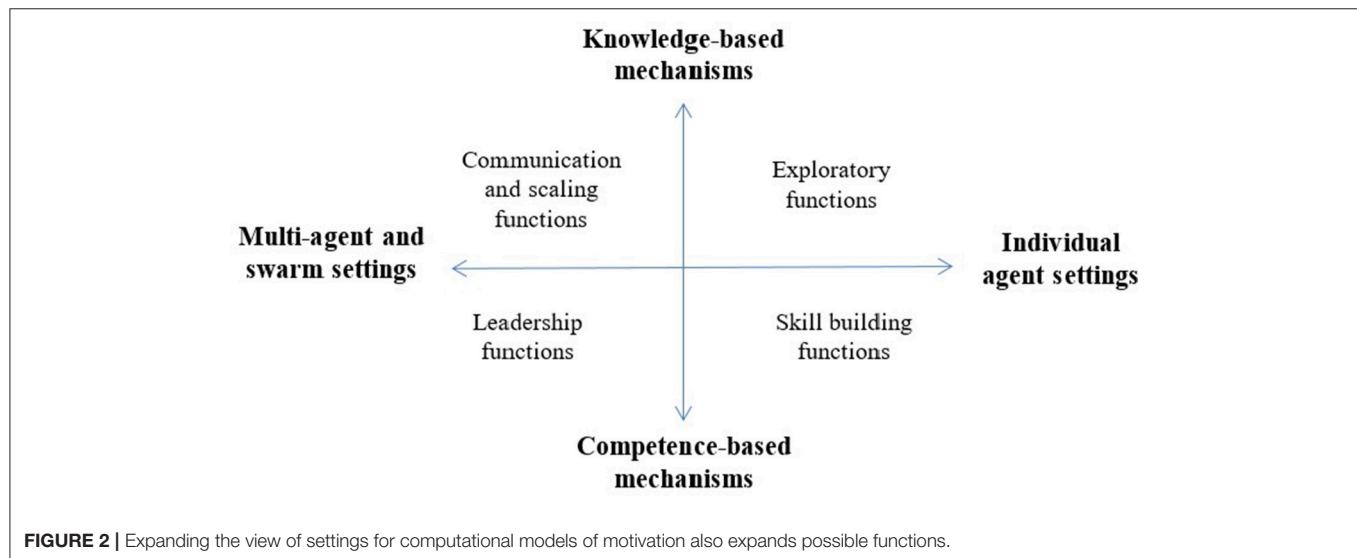 Knowledge-based
mechanisms
Communication
and scaling
functions
Exploratory
functions
Multi-agent and
swarm settings
Individual
agent settings
Leadership
functions
Skill building
functions
Competence-based
mechanisms
FIGURE 2 | Expanding the view of settings for computational models of motivation also expands possible functions.